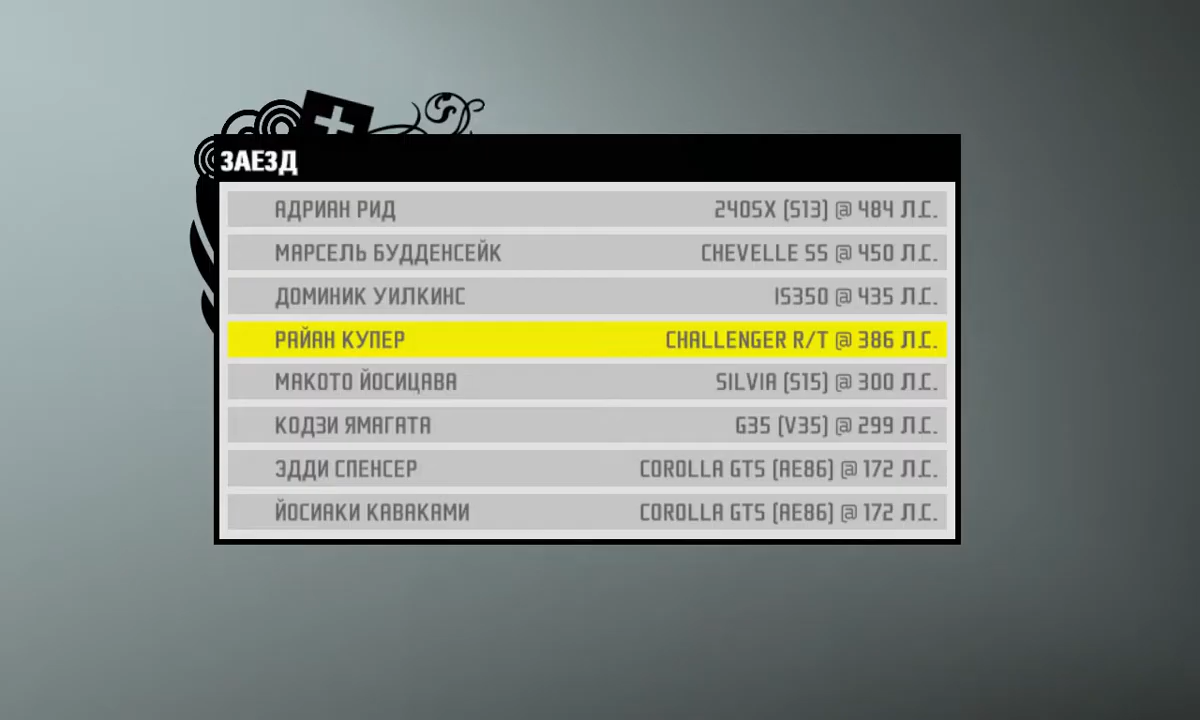 ЗАЕЗД
АДРИАН РИД 240SX (S13) @ 484 Л.С.
МАРСЕЛЬ БУДДЕНСЕЙК CHEVELLE SS @ 450 Л.С.
ДОМИНИК УИЛКИНС IS350 @ 435 Л.С.
РАЙАН КУПЕР CHALLENGER R/T @ 386 Л.С.
МАКОТО ЙОСИЦАВА SILVIA (S15) @ 300 Л.С.
КОДЗИ ЯМАГАТА G35 (V35) @ 299 Л.С.
ЭДДИ СПЕНСЕР COROLLA GTS (AE86) @ 172 Л.С.
ЙОСИАКИ КАВАКАМИ COROLLA GTS (AE86) @ 172 Л.С.